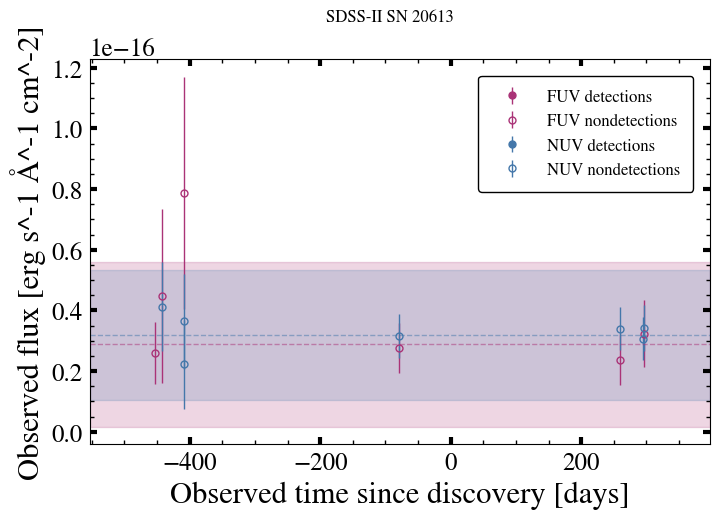 SDSS-II SN 20613
1e−16
1.2
1.0
0.8
0.6
0.4
0.2
0.0
Observed flux [erg s^-1 Å^-1 cm^-2]
FUV detections
FUV nondetections
NUV detections
NUV nondetections
−400 −200 0 200
Observed time since discovery [days]